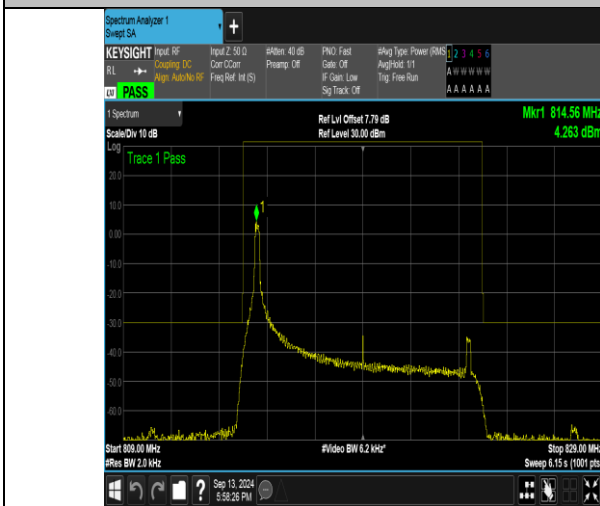 Spectrum Analyzer 1
Swept SA
+
KEYSIGHT Input: RF Input Z: 50 Ω #Atten: 40 dB PNO: Fast #Avg Type: Power (RMS 1 2 3 4 5 6
RL Coupling: DC Corr CCorr Preamp: Off Gate: Off Avg|Hold: 1/1 A W W W W W
Align: Auto/No RF Freq Ref: Int (S) IF Gain: Low Trig: Free Run
PASS Sig Track: Off A A A A A A
1 Spectrum Ref Lvl Offset 7.79 dB Mkr1 814.56 MHz
Scale/Div 10 dB Ref Level 30.00 dBm 4.263 dBm
Log
Trace 1 Pass
20.0
10.0
1
0.00
-10.0
-20.0
-30.0
-40.0
-50.0
-60.0
Start 809.00 MHz #Video BW 6.2 kHz* Stop 829.00 MHz
#Res BW 2.0 kHz Sweep 6.15 s (1001 pts
? Sep 13, 2024
5:58:26 PM